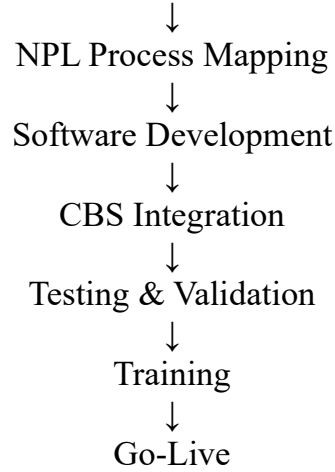 ↓
NPL Process Mapping
↓
Software Development
↓
CBS Integration
↓
Testing & Validation
↓
Training
↓
Go-Live